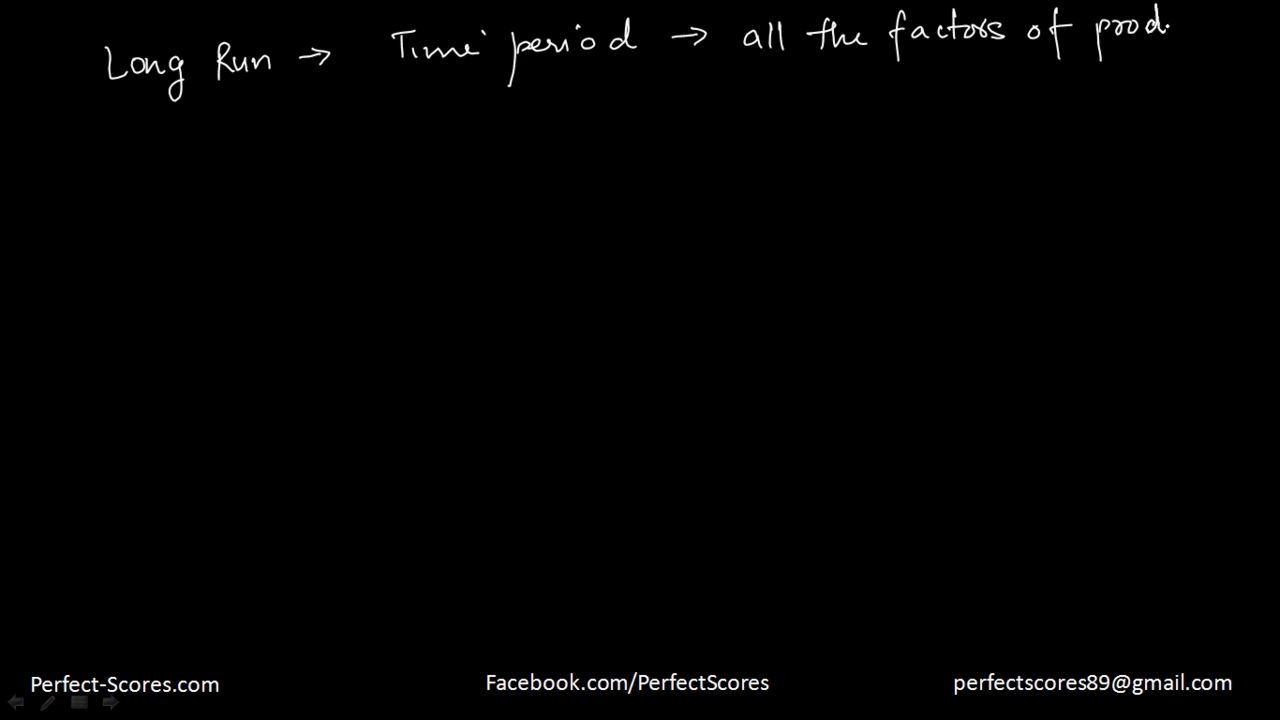 Long Run → Time period → all the factors of prod.
Perfect-Scores.com Facebook.com/PerfectScores perfectscores89@gmail.com